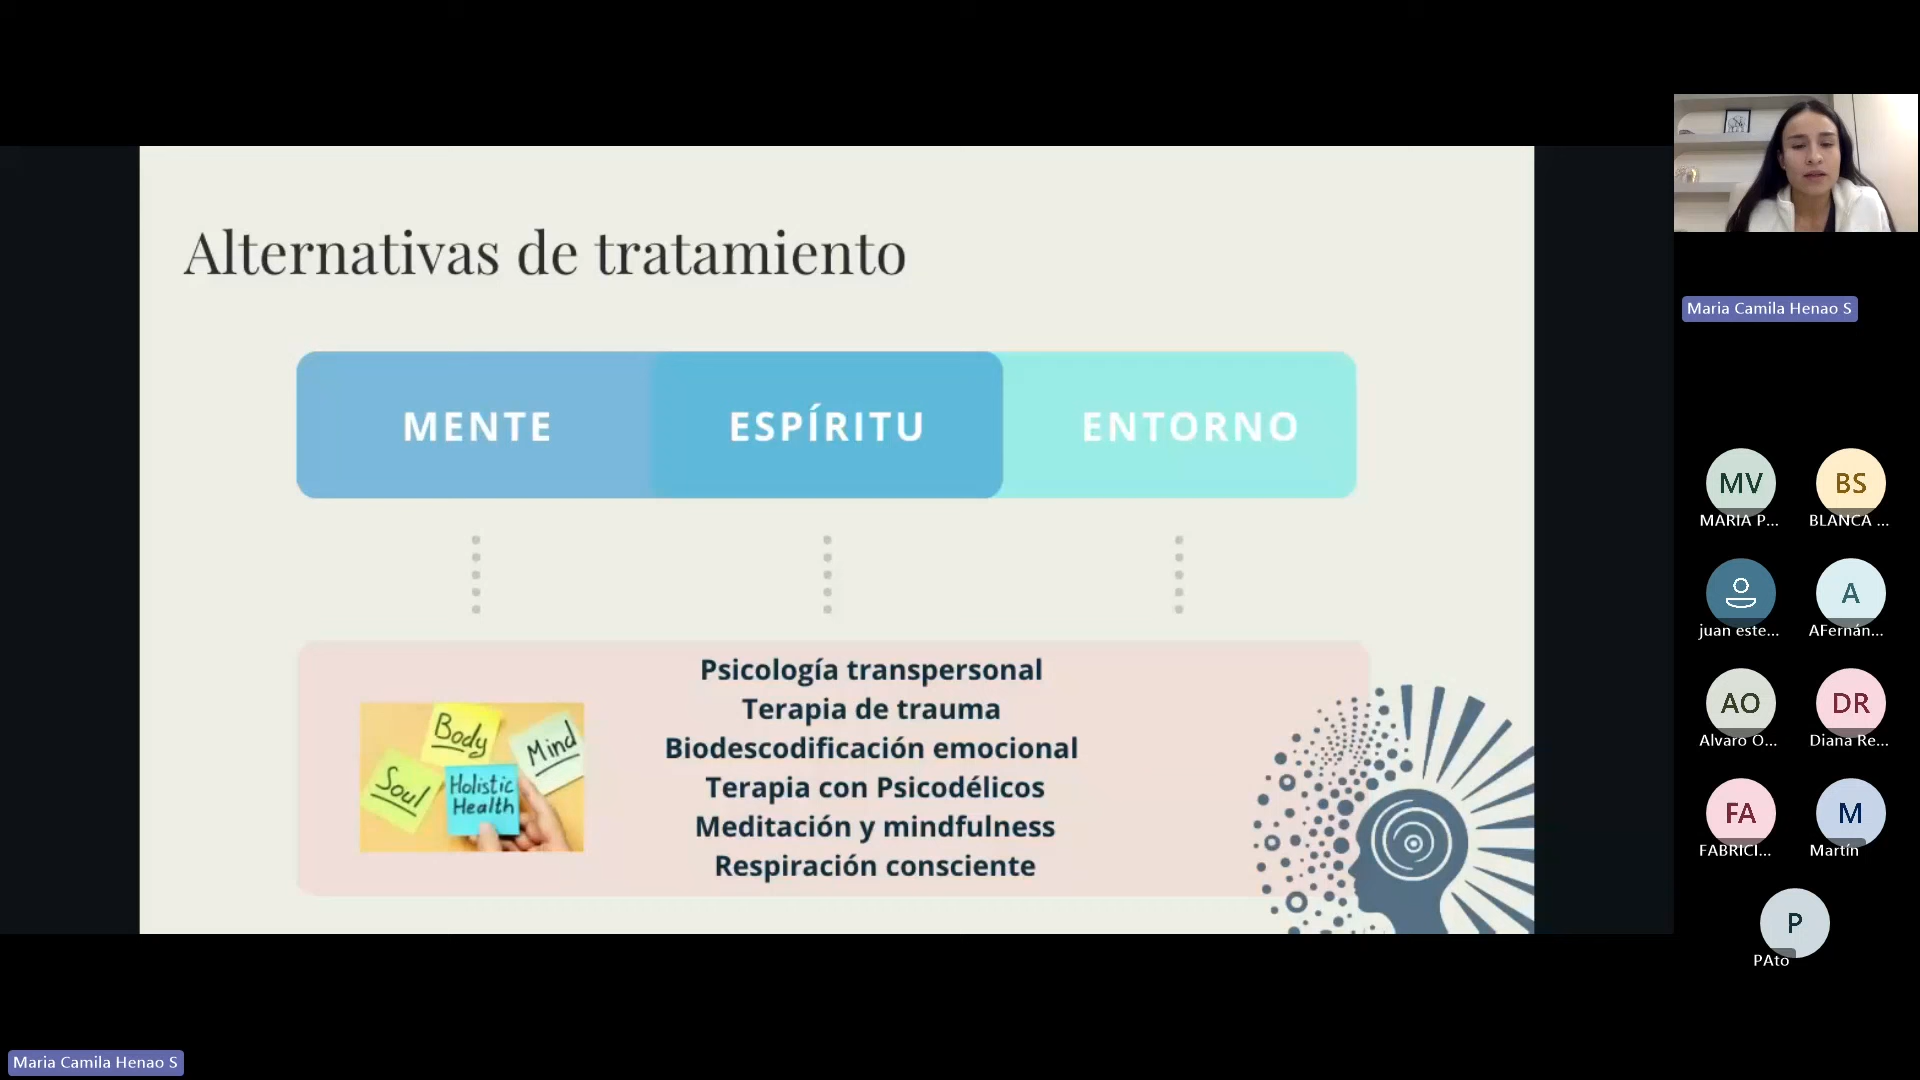 Alternativas de tratamiento
MENTE
ESPÍRITU
ENTORNO
Psicología transpersonal
Terapia de trauma
Biodescodificación emocional
Terapia con Psicodélicos
Meditación y mindfulness
Respiración consciente
Body
Mind
Soul
Holistic
Health
Maria Camila Henao S
MV
MARIA P...
BS
BLANCA ...
juan este...
A
AFernán...
AO
Alvaro O...
DR
Diana Re...
FA
FABRICI...
M
Martín
P
PAto
Maria Camila Henao S